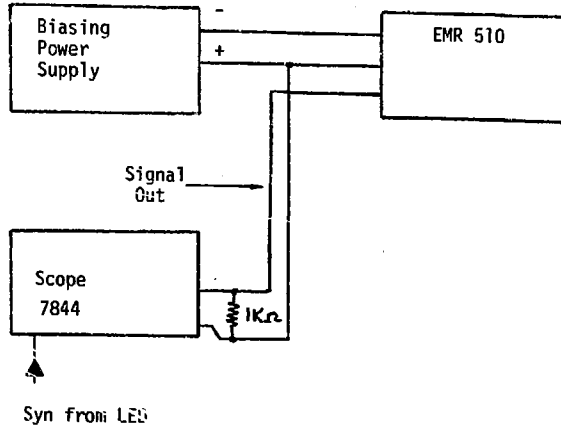 Biasing
Power
Supply
-
+
EMR 510
Signal
Out
Scope
7844
1KΩ
Syn from LED